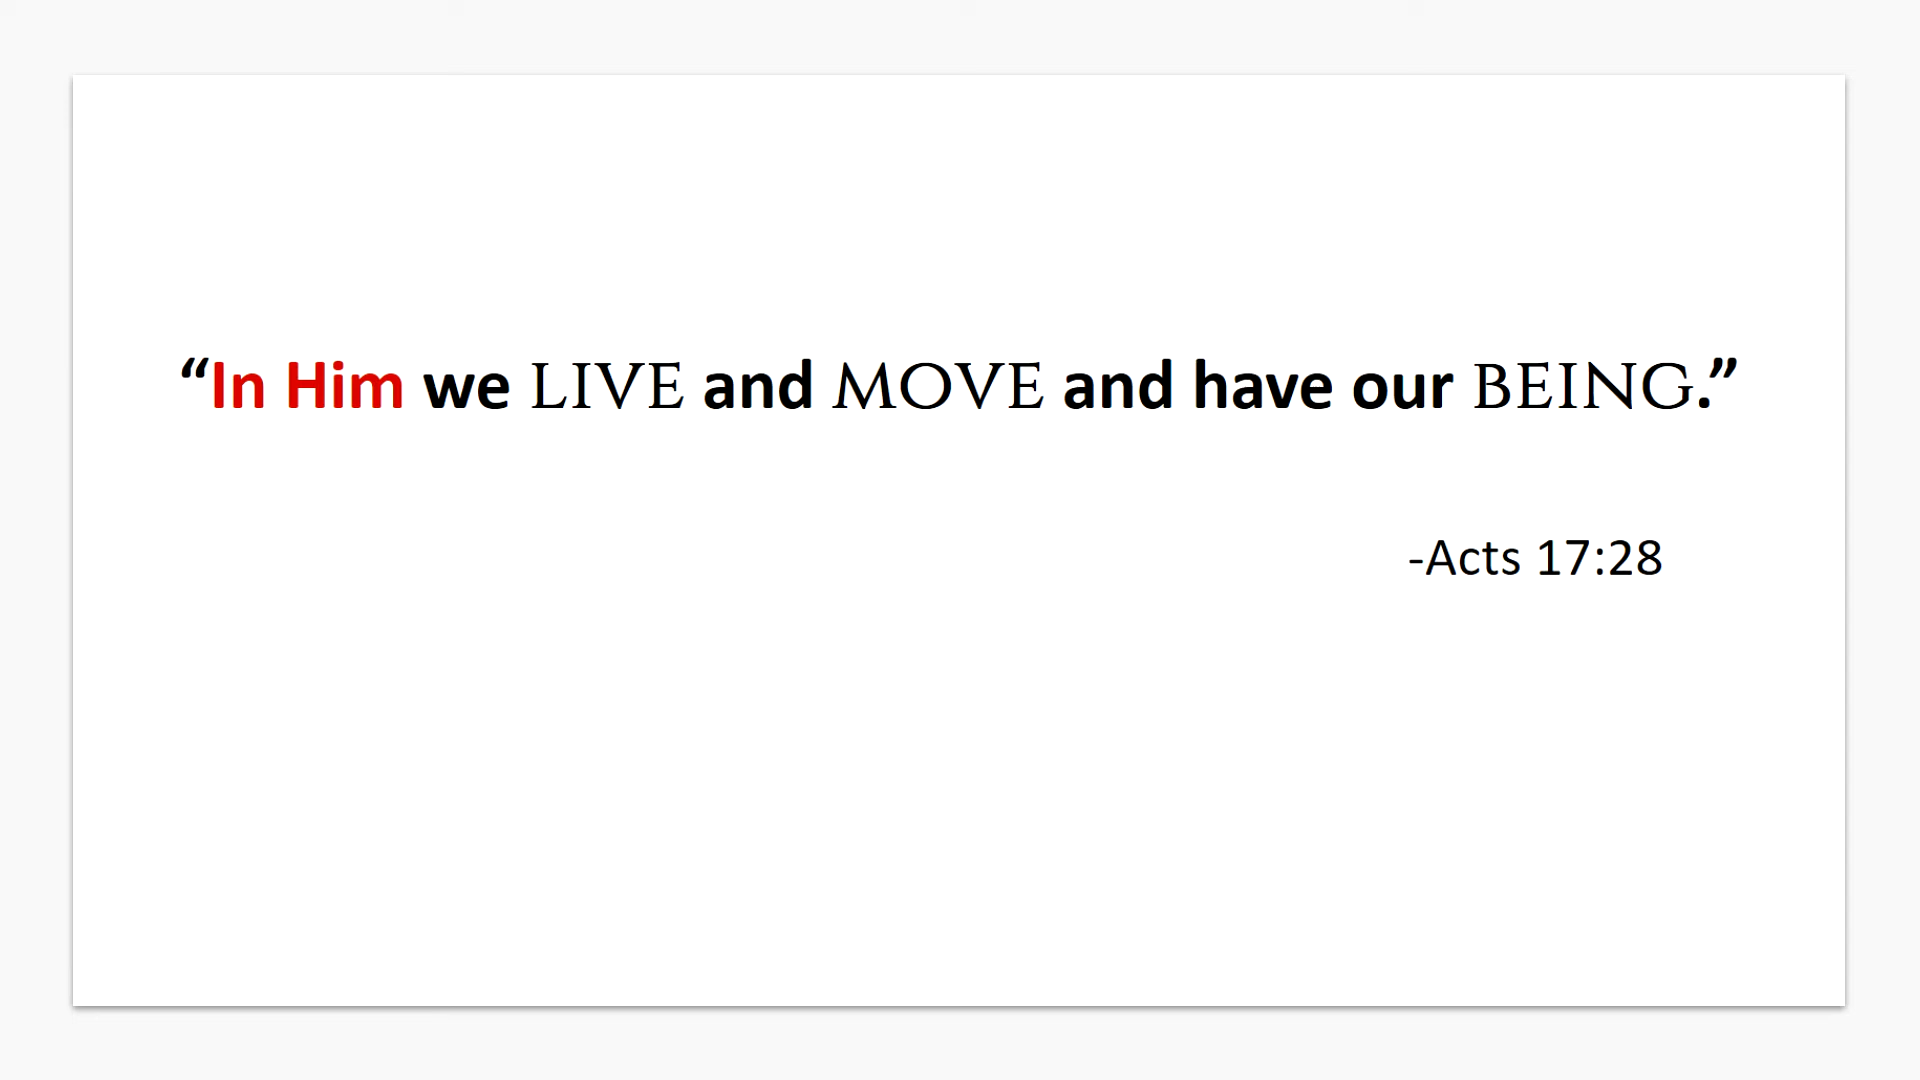 “In Him we LIVE and MOVE and have our BEING.”
-Acts 17:28